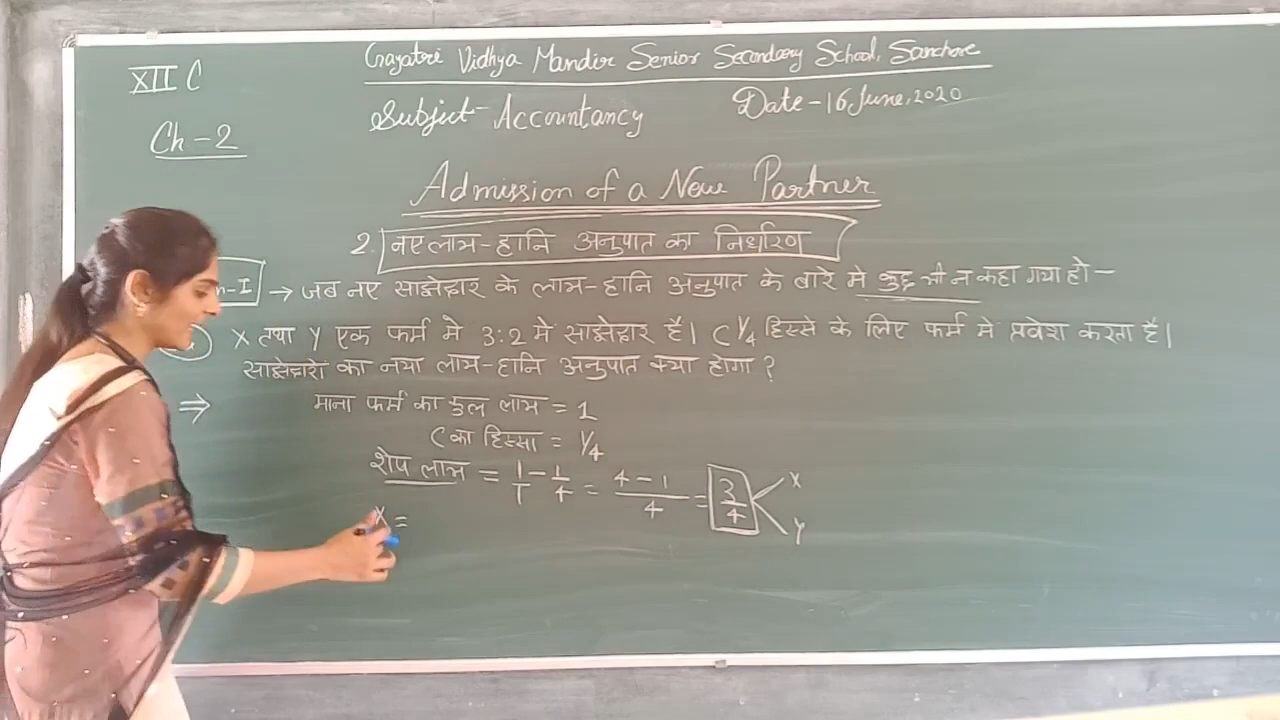 Gayatri Vidhya Mandir Senior Secondary School, Sanchore
XII C
Subject- Accountancy
Date - 16 June, 2020
Ch - 2
Admission of a New Partner
2. नए लाभ-हानि अनुपात का निर्धारण
-I → जब नए साझेदार के लाभ-हानि अनुपात के बारे मे कुछ भी न कहा गया हो -
X तथा Y एक फर्म मे 3:2 मे साझेदार है। C 1/4 हिस्से के लिए फर्म मे प्रवेश करता है।
साझेदारो का नया लाभ-हानि अनुपात क्या होगा ?
⇒ माना फर्म का कुल लाभ = 1
C का हिस्सा = 1/4
शेष लाभ = 1/1 - 1/4 = 4-1/4 = 3/4 < X Y
X =